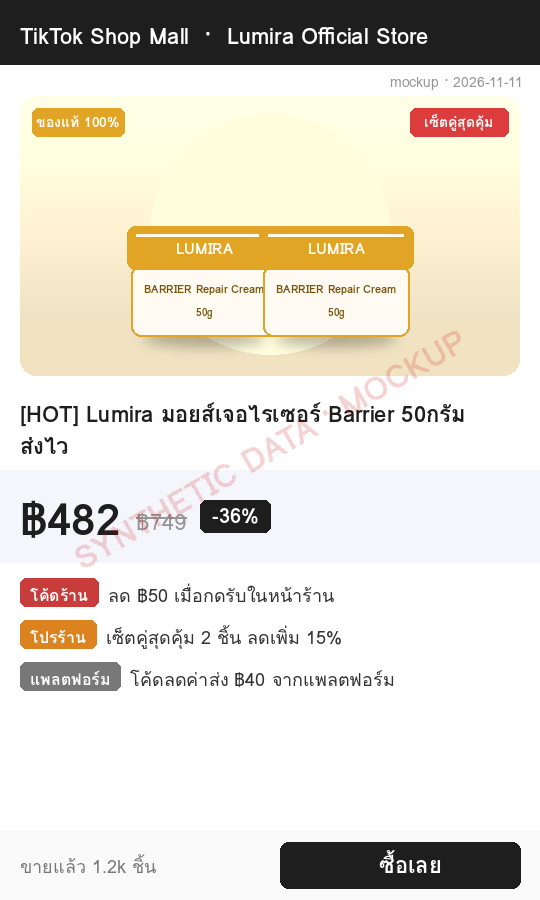 TikTok Shop Mall · Lumira Official Store
mockup · 2026-11-11
ของแท้ 100%
เซ็ตคู่สุดคุ้ม
LUMIRA
LUMIRA
BARRIER Repair Cream
BARRIER Repair Cream
50g
50g
[HOT] Lumira มอยส์เจอไรเซอร์ Barrier 50กรัม
ส่งไว
฿482 ฿749 -36%
โค้ดร้าน ลด ฿50 เมื่อกดรับในหน้าร้าน
โปรร้าน เซ็ตคู่สุดคุ้ม 2 ชิ้น ลดเพิ่ม 15%
แพลตฟอร์ม โค้ดลดค่าส่ง ฿40 จากแพลตฟอร์ม
SYNTHETIC DATA · MOCKUP
ขายแล้ว 1.2k ชิ้น
ซื้อเลย